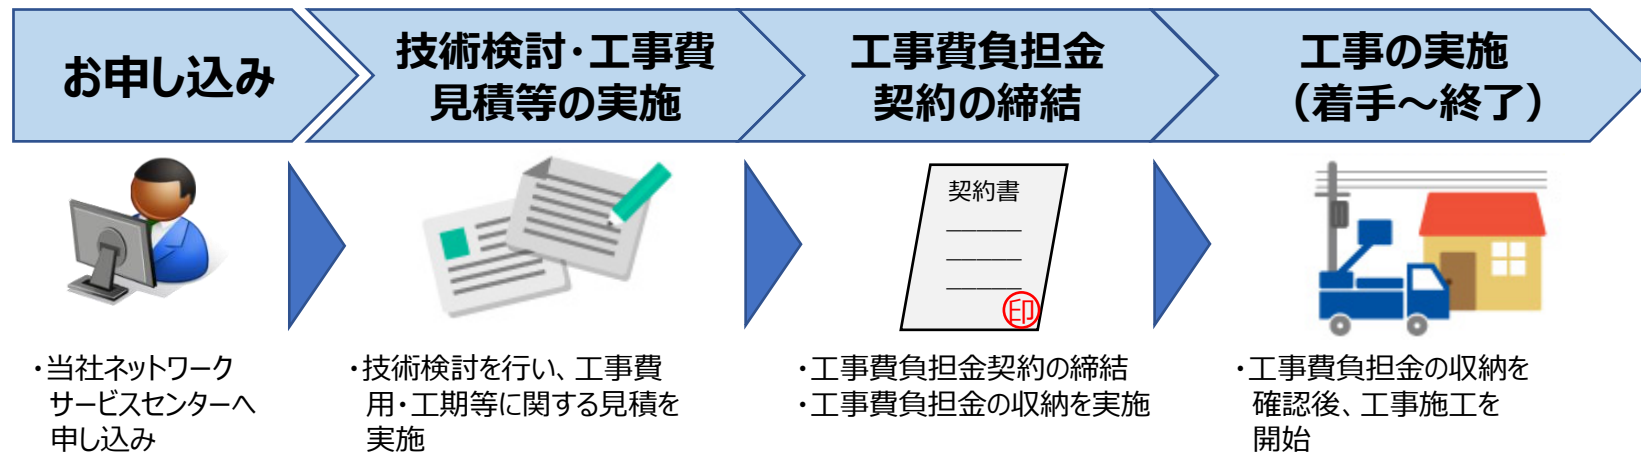 お申し込み
技術検討・工事費
見積等の実施
工事費負担金
契約の締結
工事の実施
（着手～終了）
契約書
印
・当社ネットワーク
サービスセンターへ
申し込み
・技術検討を行い、工事費
用・工期等に関する見積を
実施
・工事費負担金契約の締結
・工事費負担金の収納を実施
・工事費負担金の収納を
確認後、工事施工を
開始